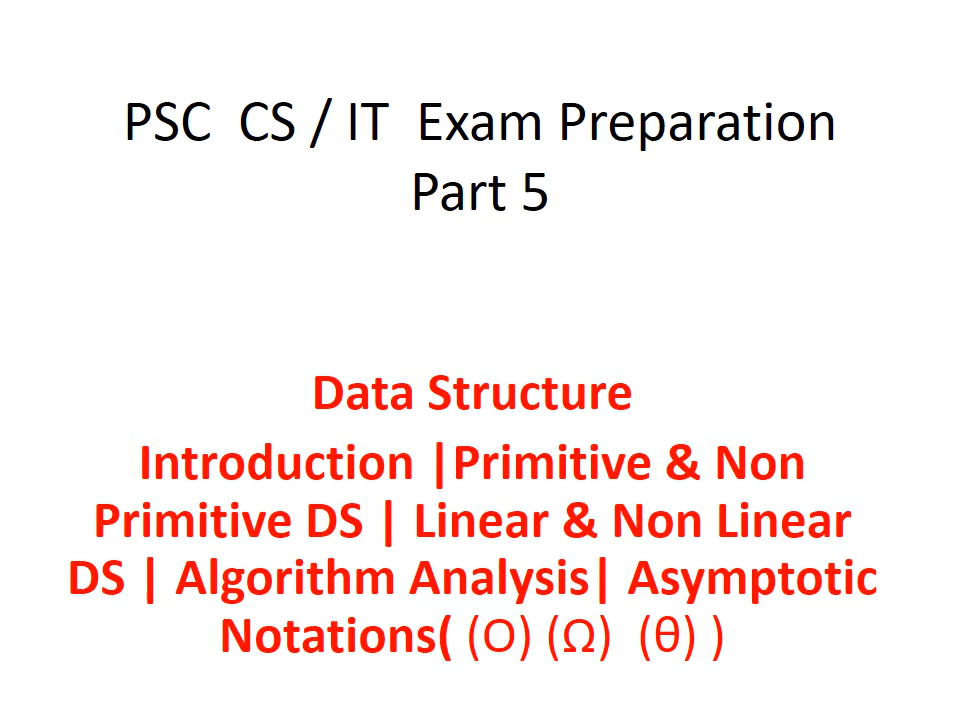 PSC CS / IT Exam Preparation
Part 5
Data Structure
Introduction |Primitive & Non
Primitive DS | Linear & Non Linear
DS | Algorithm Analysis| Asymptotic
Notations( (O) (Ω) (θ) )